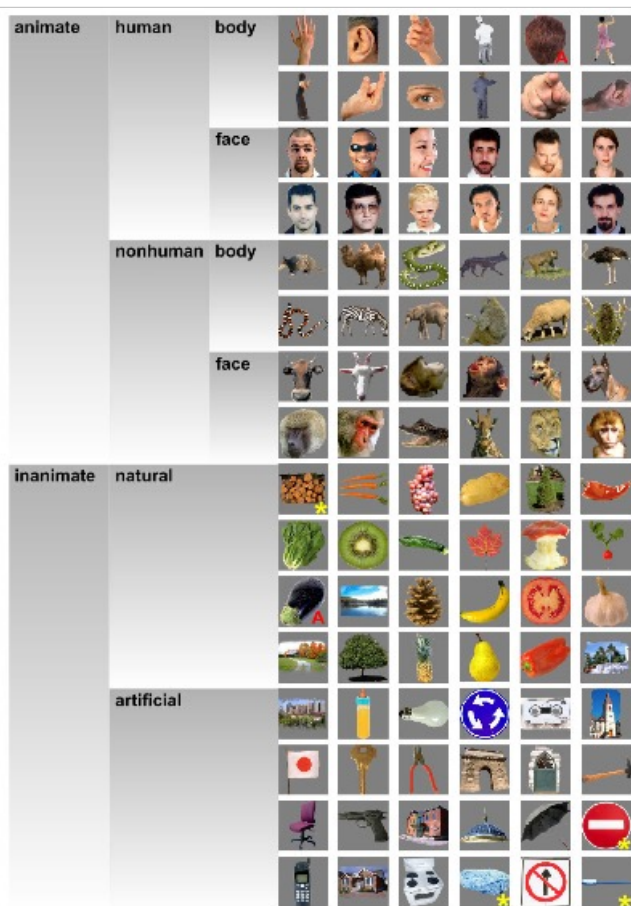 animate human body
A
face
nonhuman body
face
inanimate natural
*
A
artificial
*
* *